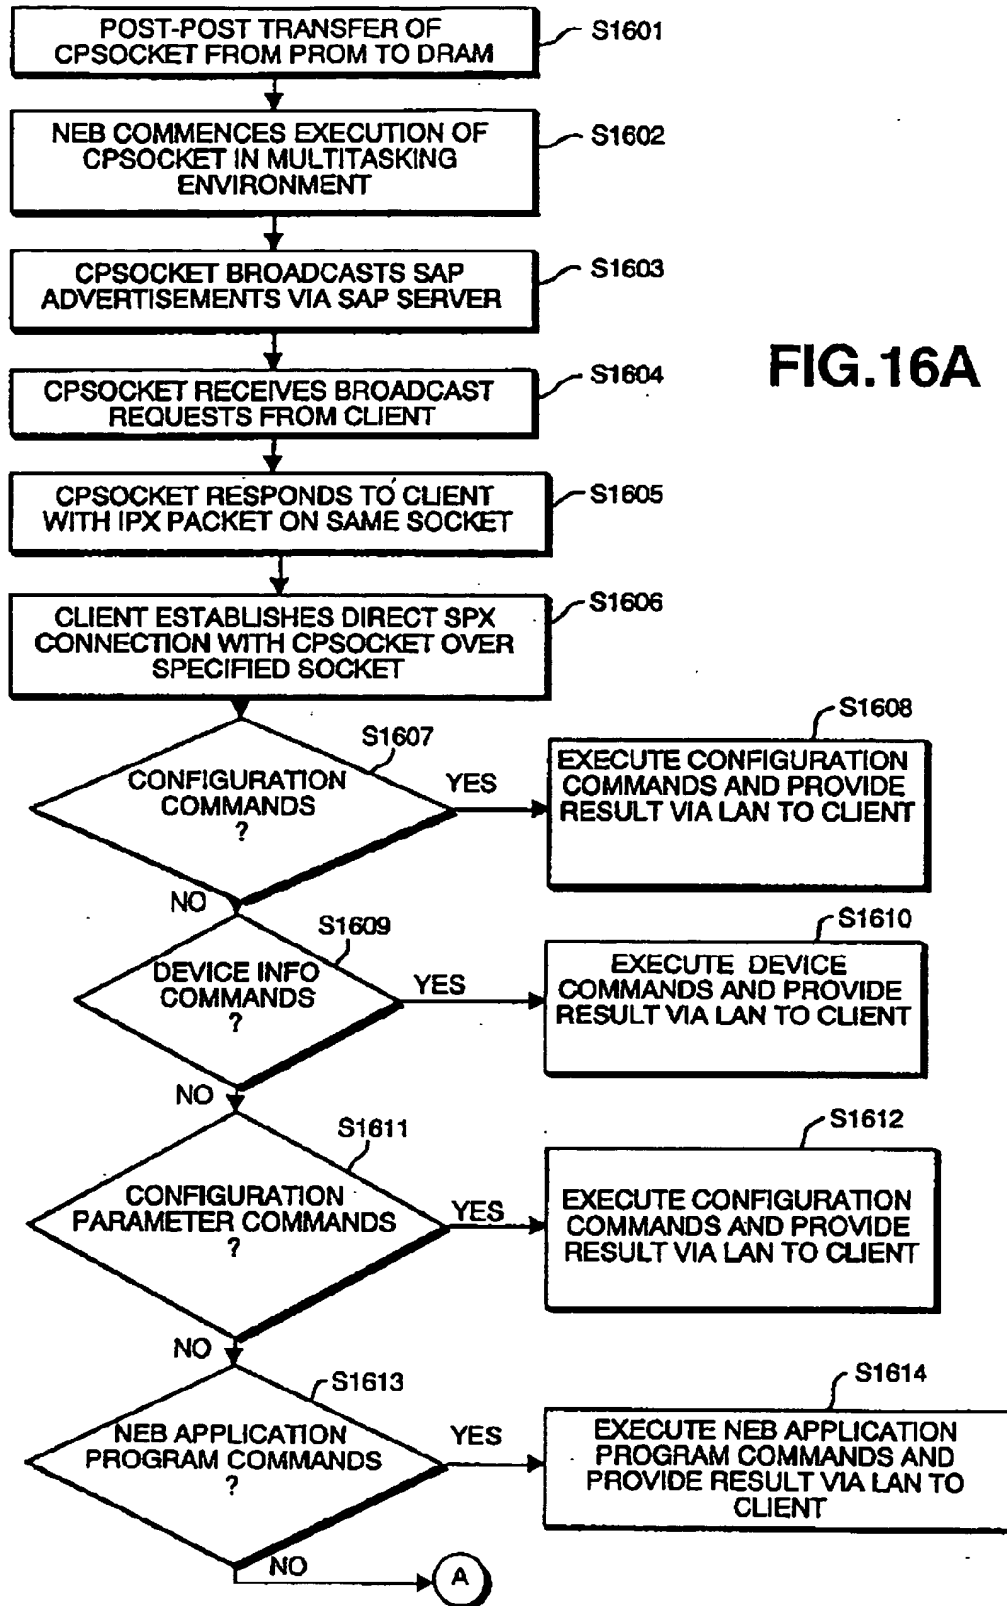 POST-POST TRANSFER OF
CPSOCKET FROM PROM TO DRAM
S1601
NEB COMMENCES EXECUTION OF
CPSOCKET IN MULTITASKING
ENVIRONMENT
S1602
CPSOCKET BROADCASTS SAP
ADVERTISEMENTS VIA SAP SERVER
S1603
FIG.16A
CPSOCKET RECEIVES BROADCAST
REQUESTS FROM CLIENT
S1604
CPSOCKET RESPONDS TO CLIENT
WITH IPX PACKET ON SAME SOCKET
S1605
CLIENT ESTABLISHES DIRECT SPX
CONNECTION WITH CPSOCKET OVER
SPECIFIED SOCKET
S1606
S1607
CONFIGURATION
COMMANDS
?
YES
S1608
EXECUTE CONFIGURATION
COMMANDS AND PROVIDE
RESULT VIA LAN TO CLIENT
NO
S1609
DEVICE INFO
COMMANDS
?
YES
S1610
EXECUTE DEVICE
COMMANDS AND PROVIDE
RESULT VIA LAN TO CLIENT
NO
S1611
CONFIGURATION
PARAMETER COMMANDS
?
YES
S1612
EXECUTE CONFIGURATION
COMMANDS AND PROVIDE
RESULT VIA LAN TO CLIENT
NO
S1613
NEB APPLICATION
PROGRAM COMMANDS
?
YES
S1614
EXECUTE NEB APPLICATION
PROGRAM COMMANDS AND
PROVIDE RESULT VIA LAN TO
CLIENT
NO
A